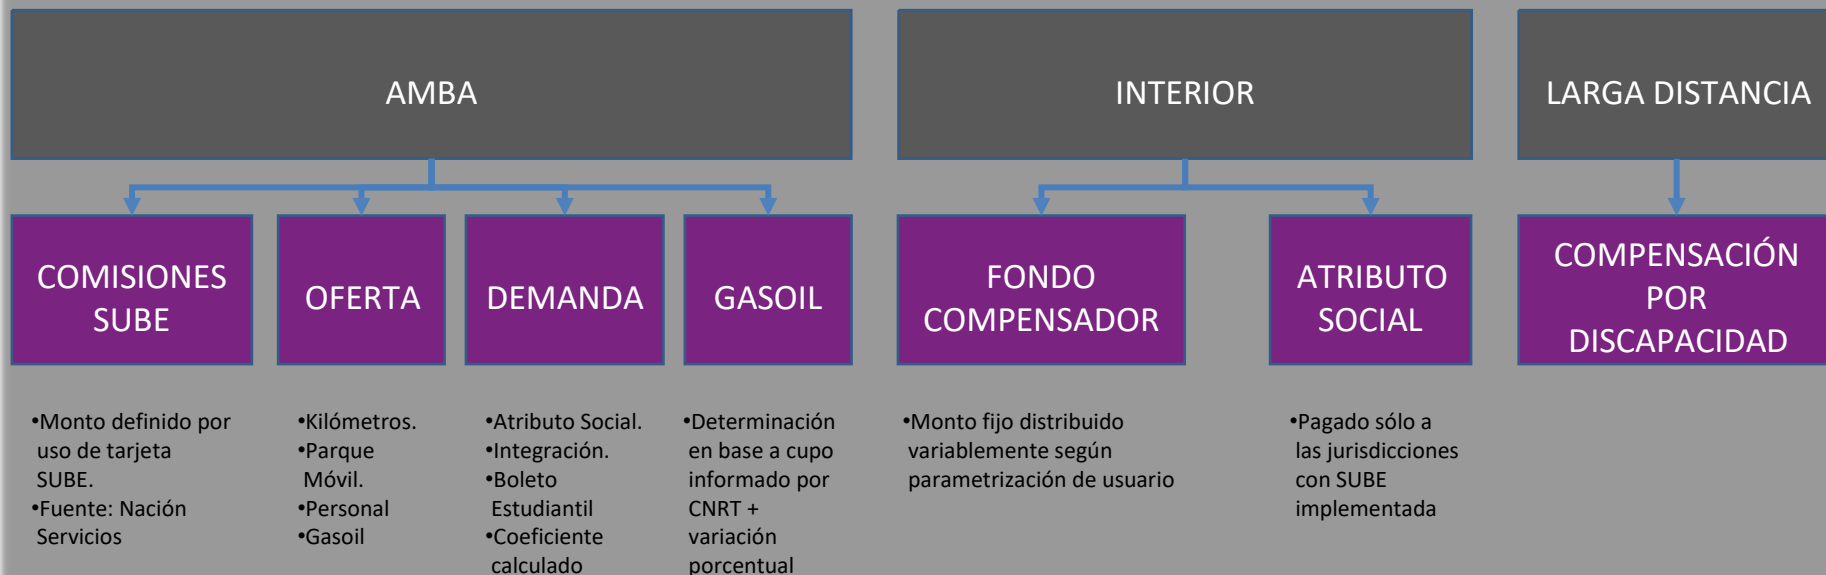 AMBA
INTERIOR
LARGA DISTANCIA
COMISIONES
SUBE
OFERTA
DEMANDA
GASOIL
FONDO
COMPENSADOR
ATRIBUTO
SOCIAL
COMPENSACIÓN
POR
DISCAPACIDAD
•Monto definido por
uso de tarjeta
SUBE.
•Fuente: Nación
Servicios
•Kilómetros.
•Parque
Móvil.
•Personal
•Gasoil
•Atributo Social.
•Integración.
•Boleto
Estudiantil
•Coeficiente
calculado
•Determinación
en base a cupo
informado por
CNRT +
variación
porcentual
•Monto fijo distribuido
variablemente según
parametrización de usuario
•Pagado sólo a
las jurisdicciones
con SUBE
implementada